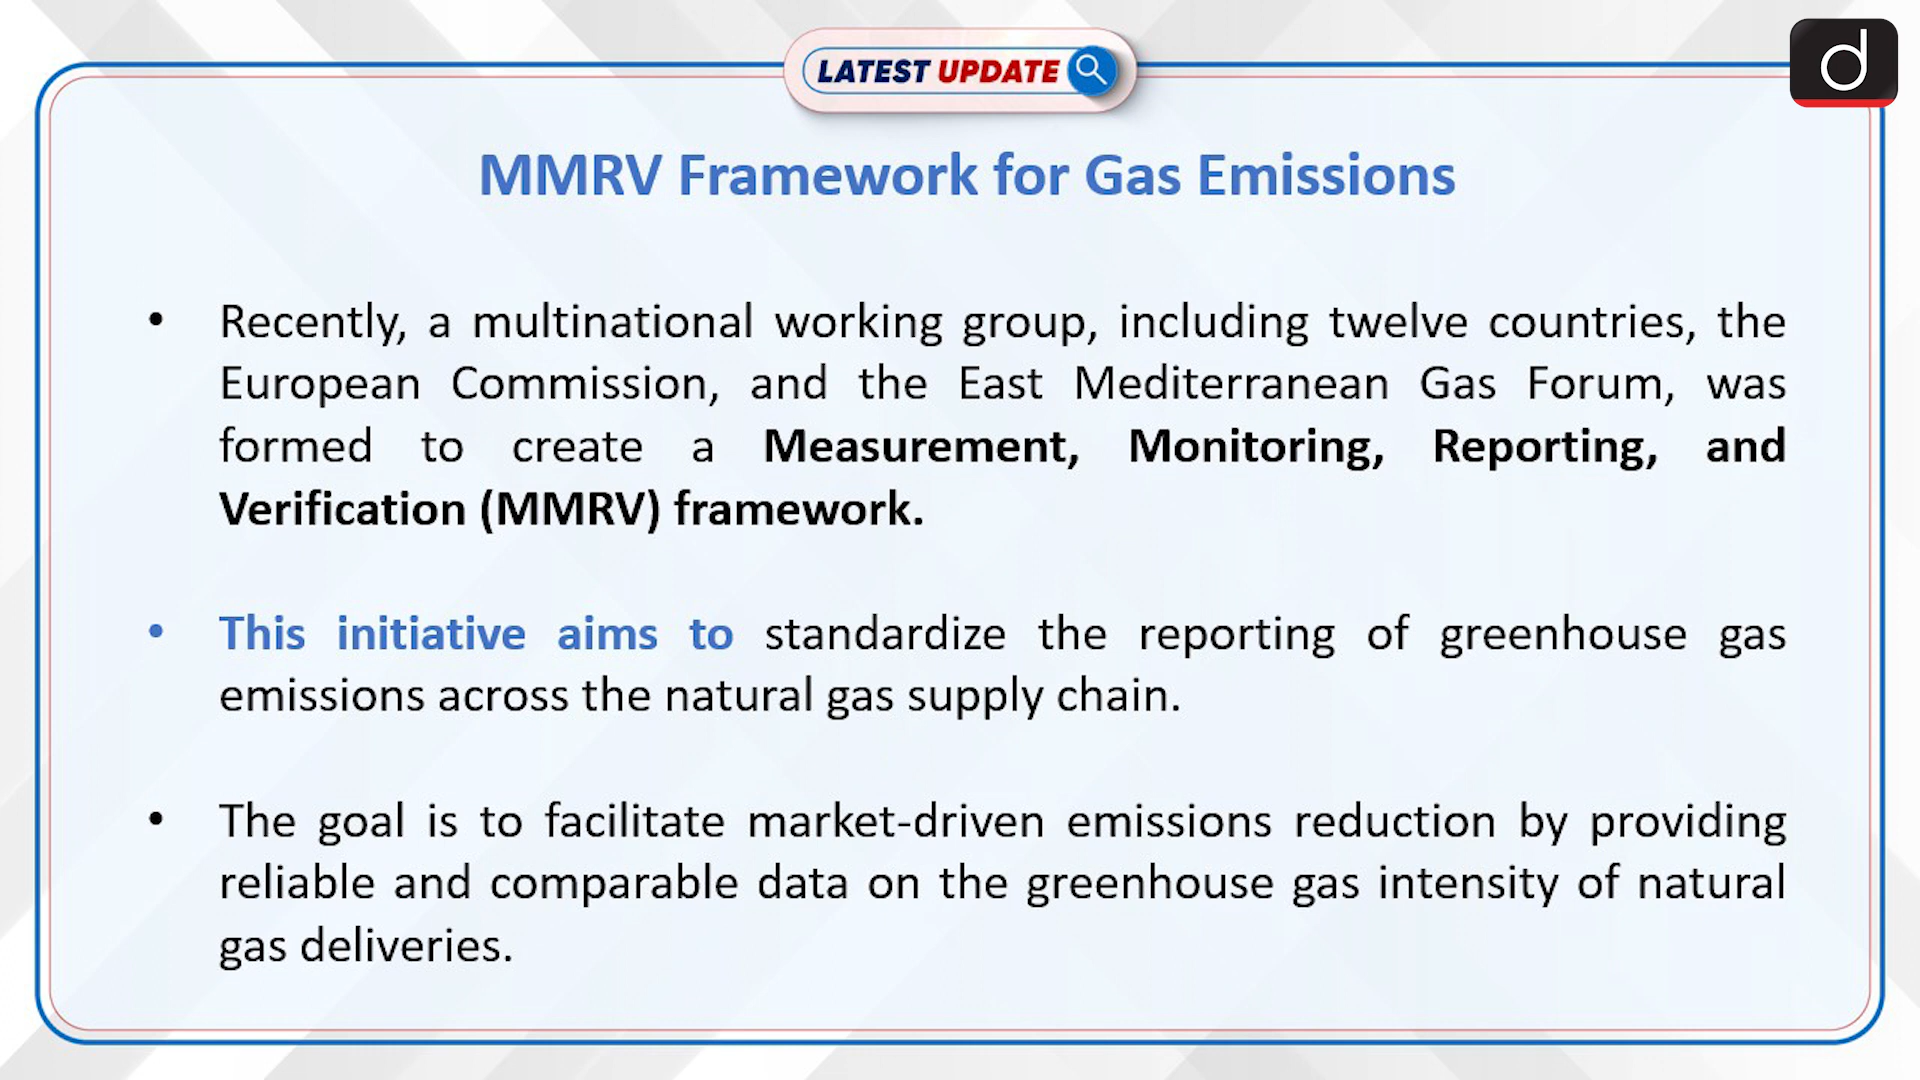 LATEST UPDATE
d
MMRV Framework for Gas Emissions
• Recently, a multinational working group, including twelve countries, the
European Commission, and the East Mediterranean Gas Forum, was
formed to create a Measurement, Monitoring, Reporting, and
Verification (MMRV) framework.
• This initiative aims to standardize the reporting of greenhouse gas
emissions across the natural gas supply chain.
• The goal is to facilitate market-driven emissions reduction by providing
reliable and comparable data on the greenhouse gas intensity of natural
gas deliveries.